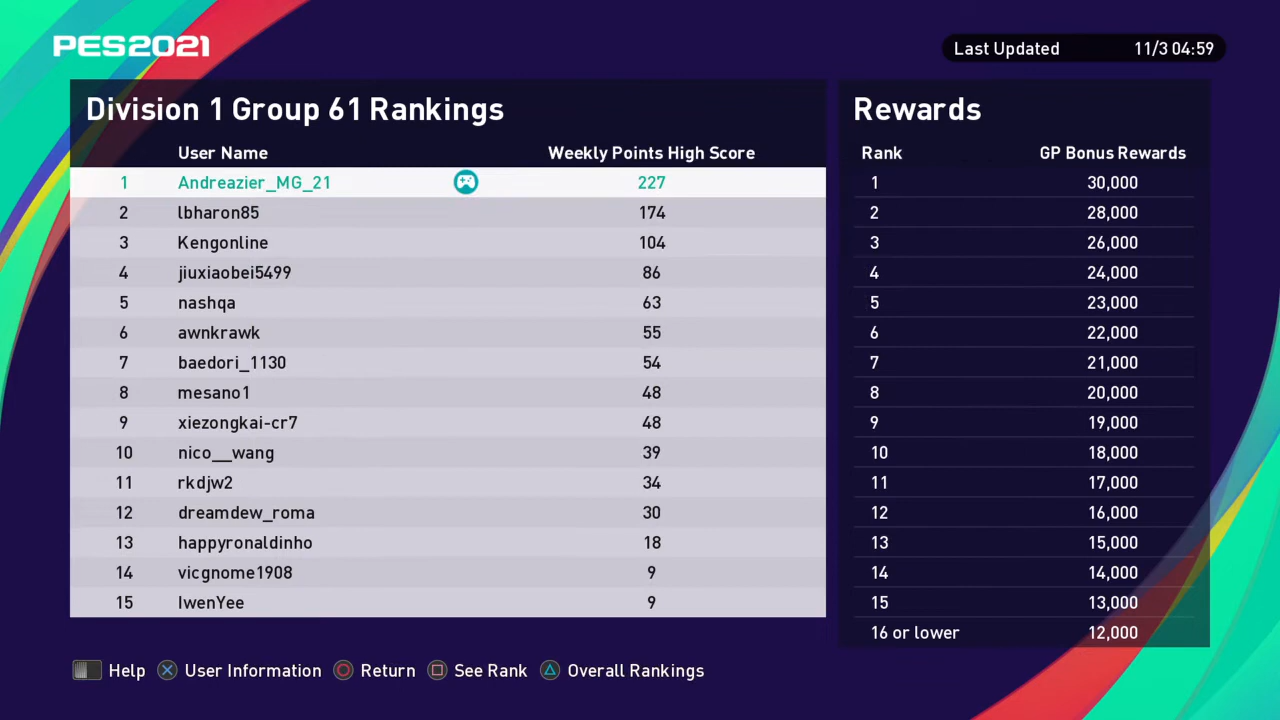 PES2021
Last Updated 11/3 04:59
Division 1 Group 61 Rankings
User Name Weekly Points High Score
1 Andreazier_MG_21 227
2 lbharon85 174
3 Kengonline 104
4 jiuxiaobei5499 86
5 nashqa 63
6 awnkrawk 55
7 baedori_1130 54
8 mesano1 48
9 xiezongkai-cr7 48
10 nico__wang 39
11 rkdjw2 34
12 dreamdew_roma 30
13 happyronaldinho 18
14 vicgnome1908 9
15 IwenYee 9
Rewards
Rank GP Bonus Rewards
1 30,000
2 28,000
3 26,000
4 24,000
5 23,000
6 22,000
7 21,000
8 20,000
9 19,000
10 18,000
11 17,000
12 16,000
13 15,000
14 14,000
15 13,000
16 or lower 12,000
Help User Information Return See Rank Overall Rankings